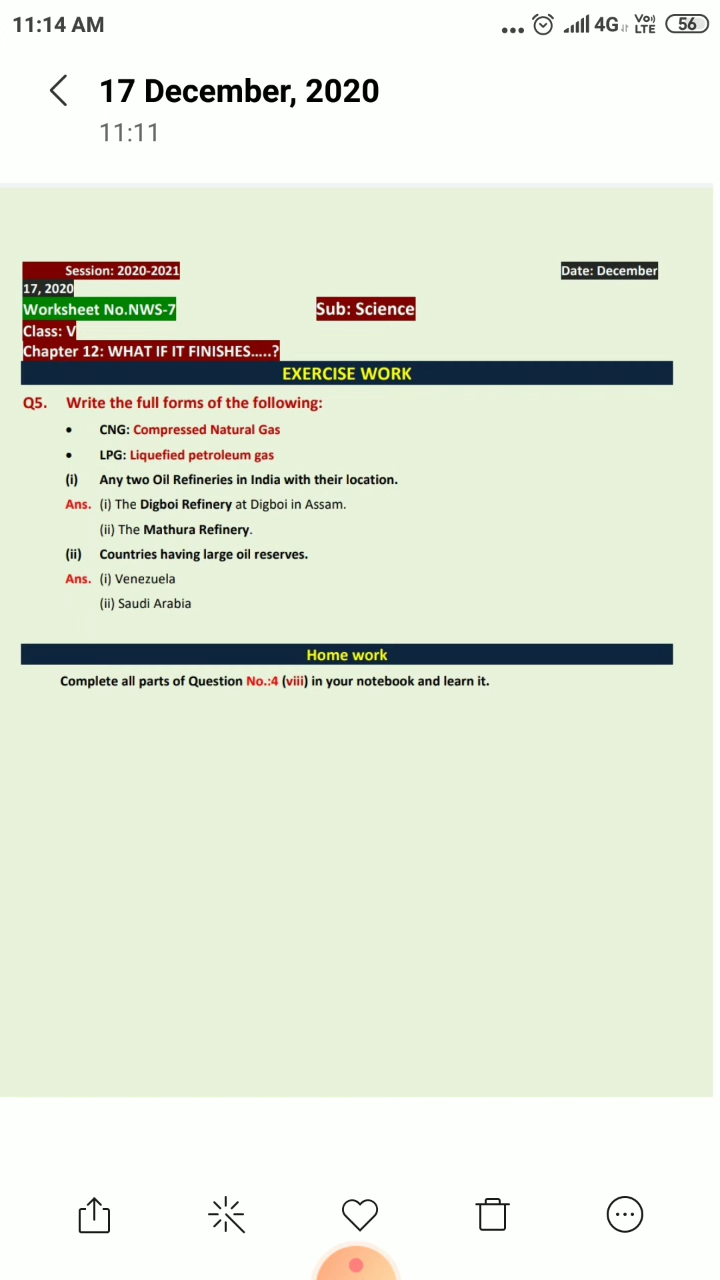 11:14 AM ... 4G Vo)) LTE 56
17 December, 2020
11:11
Session: 2020-2021 Date: December
17, 2020
Worksheet No.NWS-7 Sub: Science
Class: V
Chapter 12: WHAT IF IT FINISHES.....?
EXERCISE WORK
Q5. Write the full forms of the following:
• CNG: Compressed Natural Gas
• LPG: Liquefied petroleum gas
(i) Any two Oil Refineries in India with their location.
Ans. (i) The Digboi Refinery at Digboi in Assam.
(ii) The Mathura Refinery.
(ii) Countries having large oil reserves.
Ans. (i) Venezuela
(ii) Saudi Arabia
Home work
Complete all parts of Question No.:4 (viii) in your notebook and learn it.